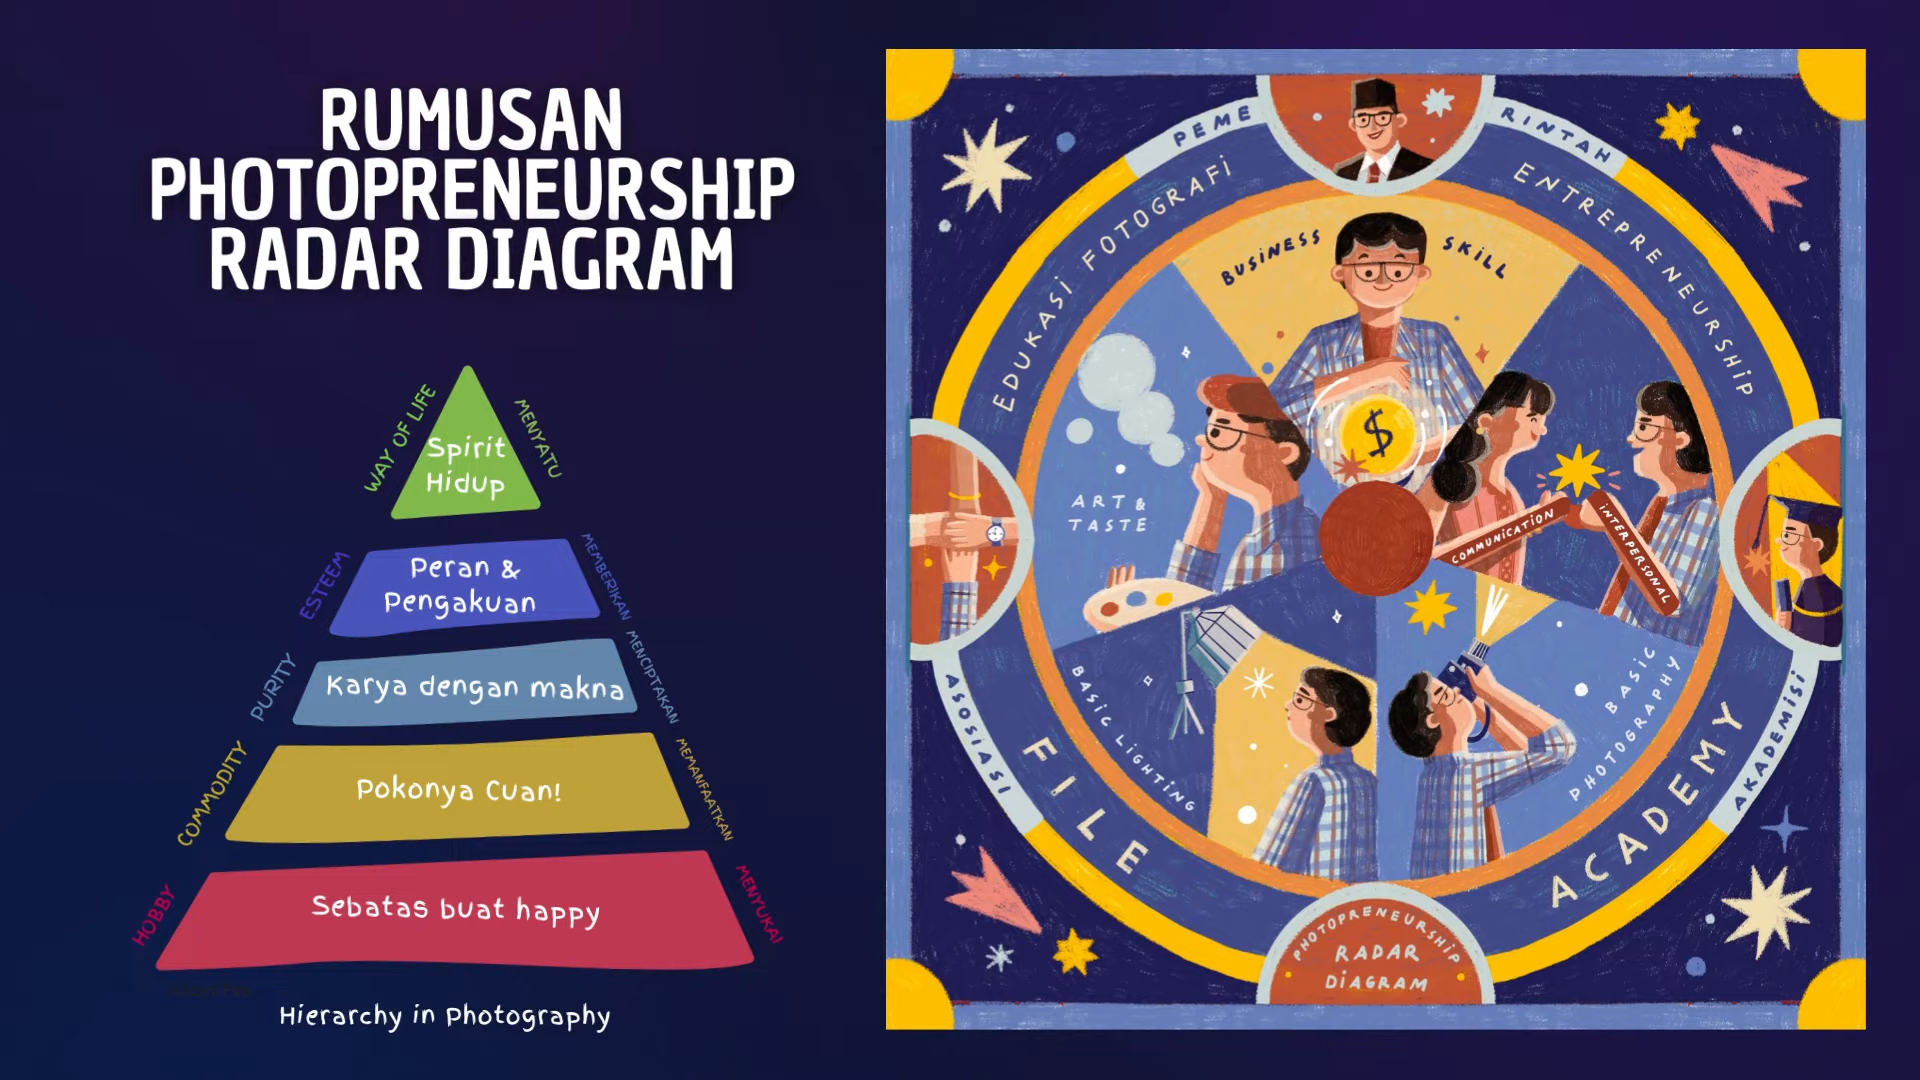 RUMUSAN
PHOTOPRENEURSHIP
RADAR DIAGRAM
WAY OF LIFE
Spirit
Hidup
MENYATU
ESTEEM
Peran &
Pengakuan
MEMBERIKAN
PURITY
Karya dengan makna
MENCIPTAKAN
COMMODITY
Pokonya Cuan!
MEMANFAATKAN
HOBBY
Sebatas buat happy
MENYUKAI
Hierarchy in Photography
PEMERINTAH
EDUKASI FOTOGRAFI
ENTREPRENEURSHIP
BUSINESS SKILL
$
ART &
TASTE
COMMUNICATION
INTERPERSONAL
BASIC LIGHTING
BASIC
PHOTOGRAPHY
ASOSIASI
AKADEMISI
FILE ACADEMY
PHOTOPRENEURSHIP
RADAR
DIAGRAM